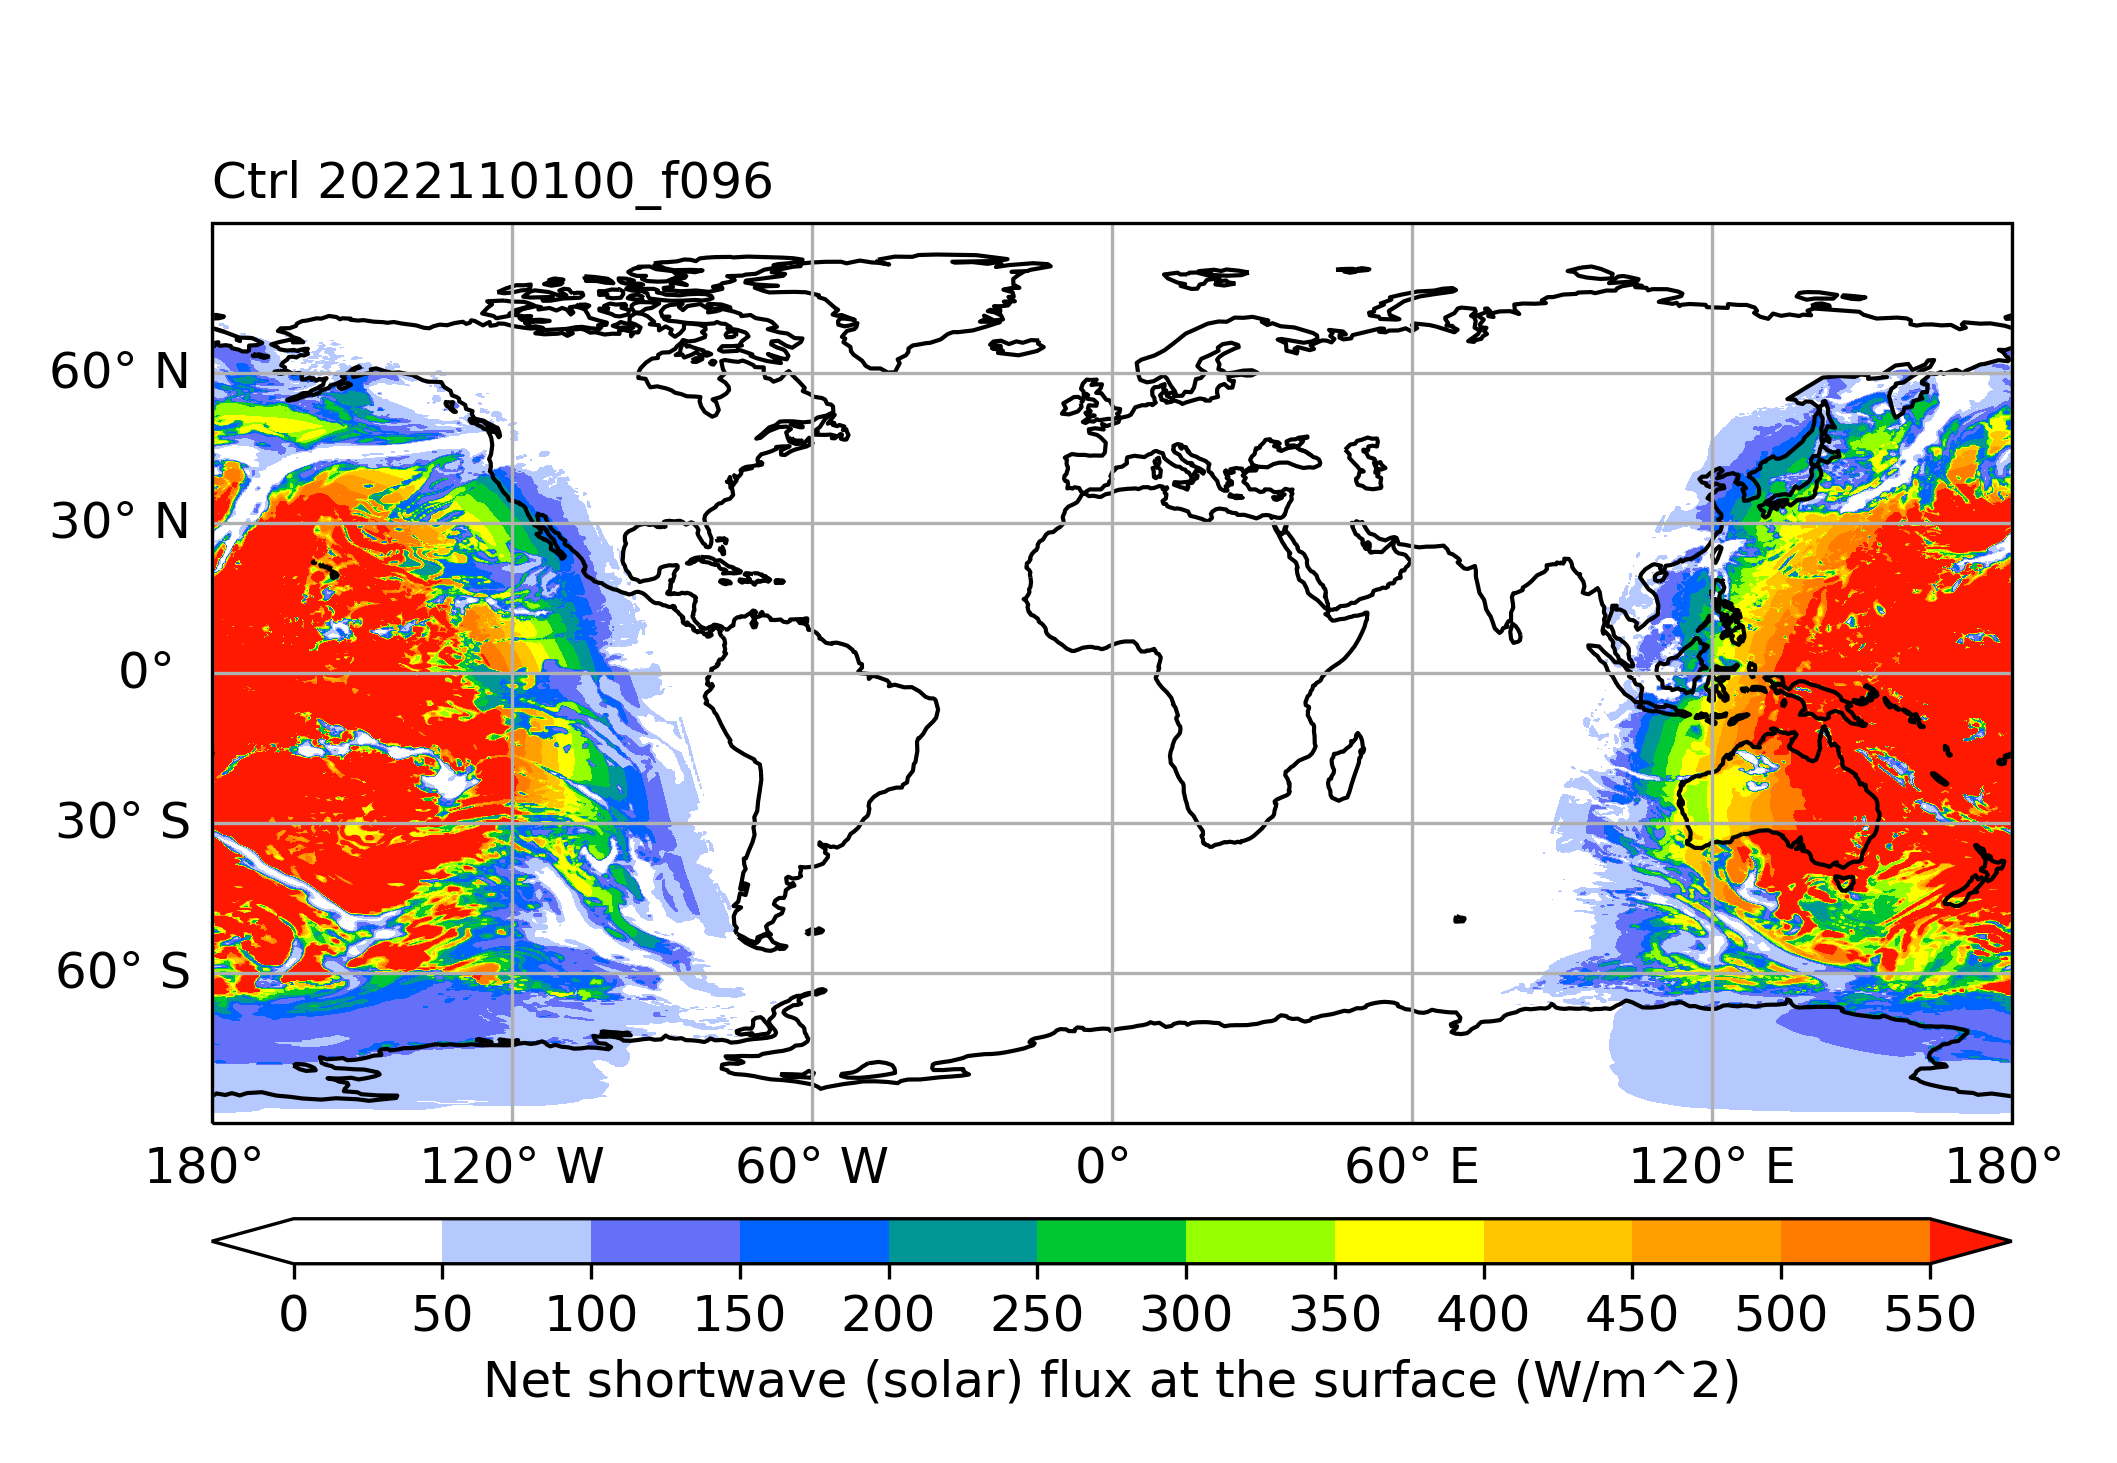 Ctrl 2022110100_f096
60° N
30° N
0°
30° S
60° S
180° 120° W 60° W 0° 60° E 120° E 180°
0 50 100 150 200 250 300 350 400 450 500 550
Net shortwave (solar) flux at the surface (W/m^2)